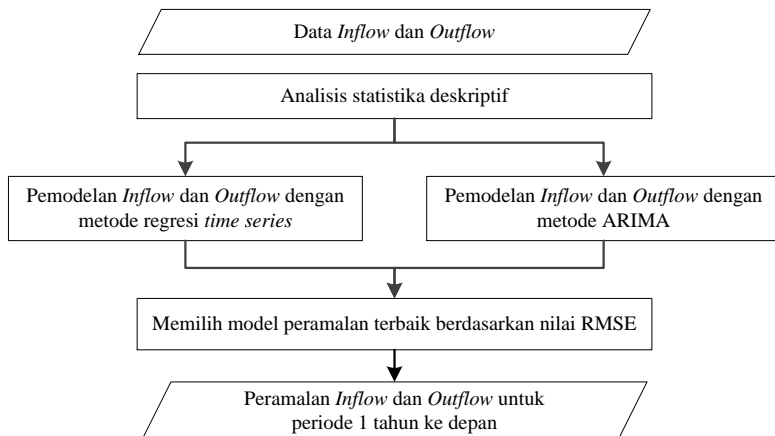 Data Inflow dan Outflow
Analisis statistika deskriptif
Pemodelan Inflow dan Outflow dengan
metode regresi time series
Pemodelan Inflow dan Outflow dengan
metode ARIMA
Memilih model peramalan terbaik berdasarkan nilai RMSE
Peramalan Inflow dan Outflow untuk
periode 1 tahun ke depan